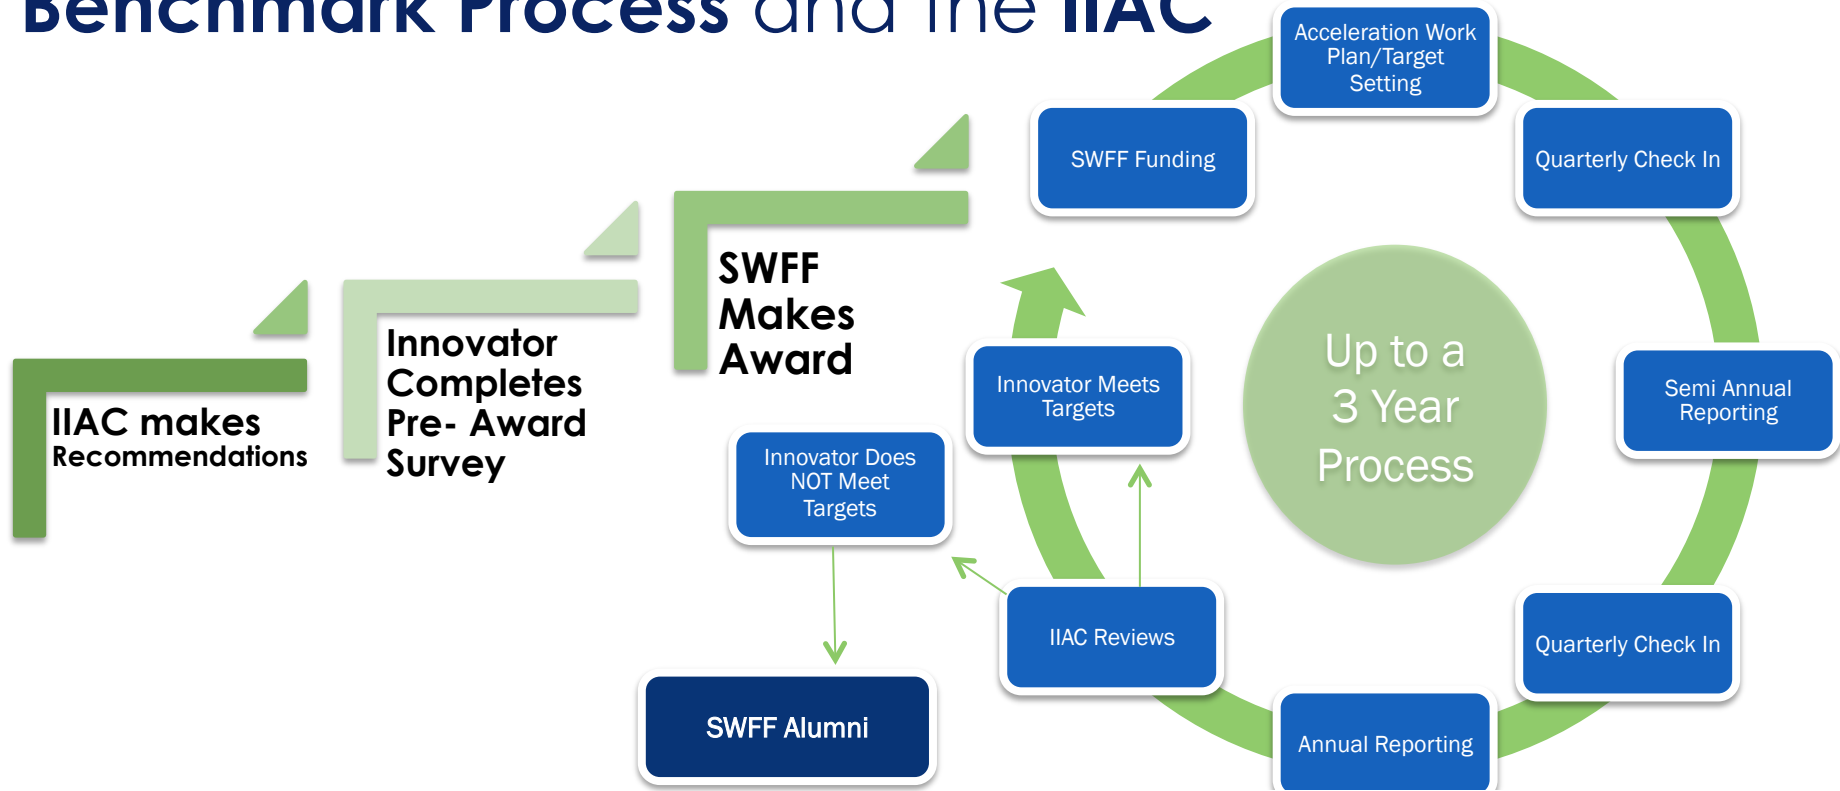 Benchmark Process and the IIAC
IIAC makes
Recommendations
Innovator
Completes
Pre- Award
Survey
SWFF
Makes
Award
SWFF Funding
Acceleration Work
Plan/Target
Setting
Quarterly Check In
Semi Annual
Reporting
Quarterly Check In
Annual Reporting
IIAC Reviews
Innovator Meets
Targets
Innovator Does
NOT Meet
Targets
SWFF Alumni
Up to a
3 Year
Process